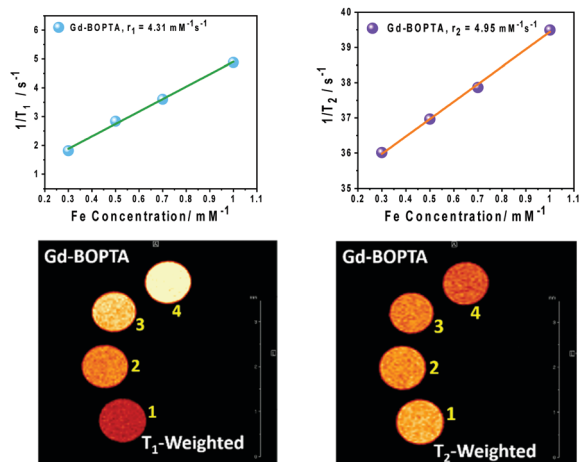 Gd-BOPTA, r1 = 4.31 mM⁻¹s⁻¹
1/T1 / s⁻¹
6
5
4
3
2
1
0.2 0.3 0.4 0.5 0.6 0.7 0.8 0.9 1 1.1
Fe Concentration/ mM⁻¹
Gd-BOPTA, r2 = 4.95 mM⁻¹s⁻¹
1/T2 / s⁻¹
40
39
38
37
36
35
0.2 0.3 0.4 0.5 0.6 0.7 0.8 0.9 1 1.1
Fe Concentration/ mM⁻¹
Gd-BOPTA
4
3
2
1
T1-Weighted
Gd-BOPTA
4
3
2
1
T2-Weighted